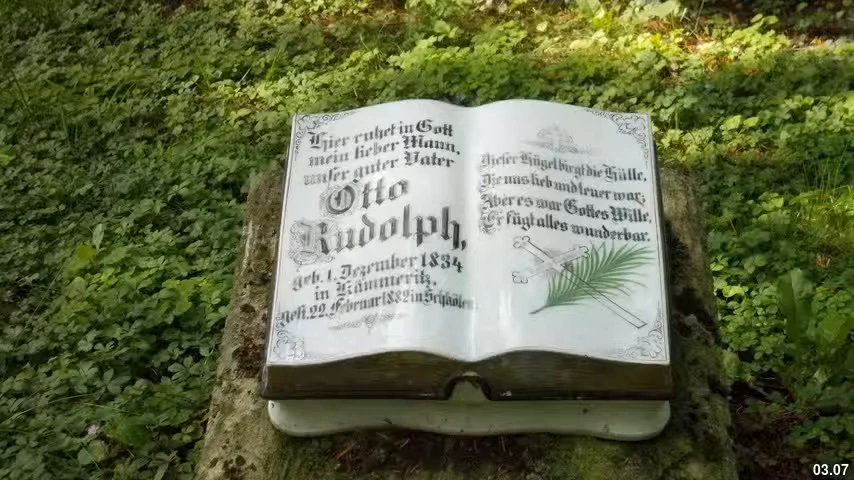 Hier ruhet in Gott
mein lieber Mann,
unser guter Vater
Otto
Rudolph,
geb. 1. Dezember 1834
in Kämmeritz,
gest. 22. Februar 1882 in Schkölen.
Dieser Hügel birgt die Hülle,
Die uns lieb und teuer war;
Aber es war Gottes Wille,
Er fügt alles wunderbar.
03.07